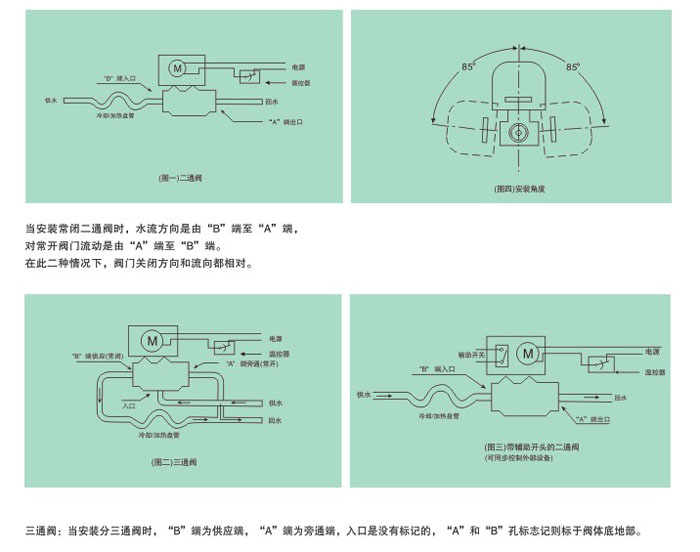 电源
M
"B" 端入口
温控器
供水
回水
冷却/加热盘管
"A" 端出口
(图一)二通阀
85°
85°
(图四)安装角度
当安装常闭二通阀时，水流方向是由 "B" 端至 "A" 端，
对常开阀门流动是由 "A" 端至 "B" 端。
在此二种情况下，阀门关闭方向和流向都相对。
电源
M
温控器
"B" 端供应(常闭)
"A" 端旁通(常开)
入口
供水
回水
冷却/加热盘管
(图二)三通阀
电源
辅助开关
M
"B" 端入口
温控器
供水
回水
冷却/加热盘管
"A" 端出口
(图三)带辅助开头的二通阀
(可同步控制外部设备)
三通阀：当安装分三通阀时， "B" 端为供应端， "A" 端为旁通端，入口是没有标记的， "A" 和 "B" 孔标志记则标于阀体底地部。